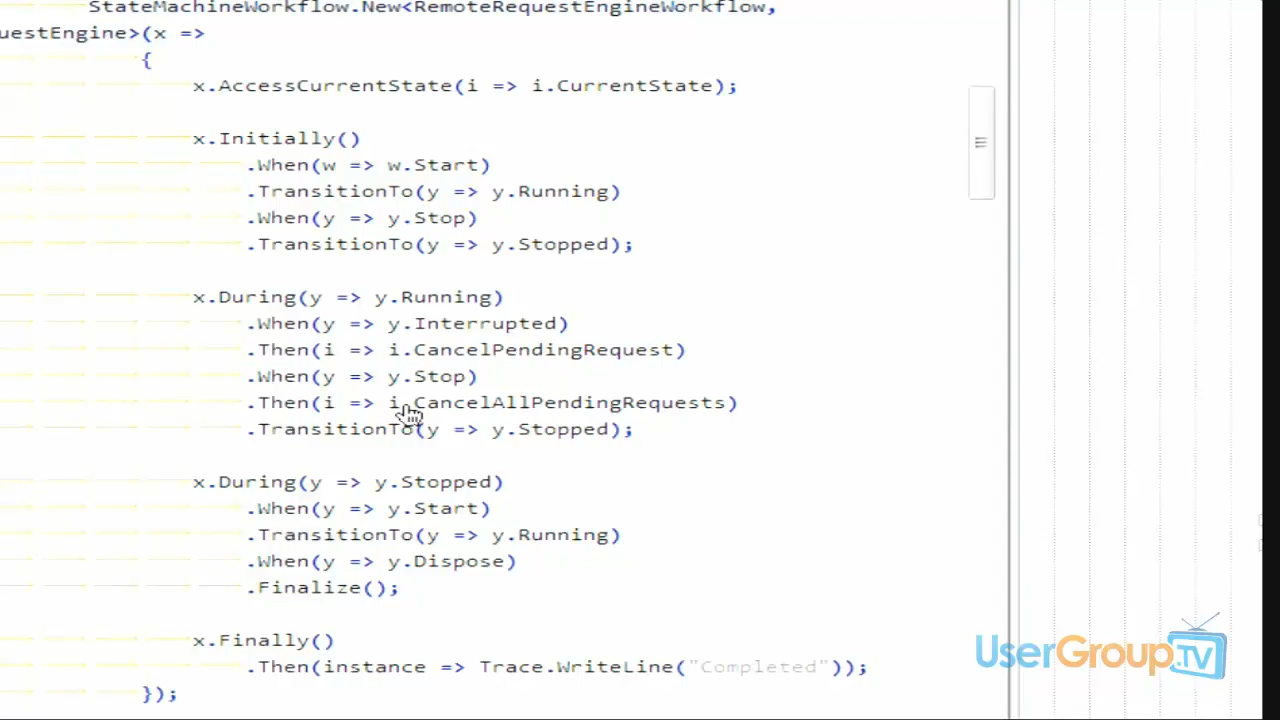 StateMachineWorkflow.New<RemoteRequestEngineWorkflow,
uestEngine>(x =>
{
x.AccessCurrentState(i => i.CurrentState);
x.Initially()
.When(w => w.Start)
.TransitionTo(y => y.Running)
.When(y => y.Stop)
.TransitionTo(y => y.Stopped);
x.During(y => y.Running)
.When(y => y.Interrupted)
.Then(i => i.CancelPendingRequest)
.When(y => y.Stop)
.Then(i => i.CancelAllPendingRequests)
.TransitionTo(y => y.Stopped);
x.During(y => y.Stopped)
.When(y => y.Start)
.TransitionTo(y => y.Running)
.When(y => y.Dispose)
.Finalize();
x.Finally()
.Then(instance => Trace.WriteLine("Completed"));
});
UserGroup.TV